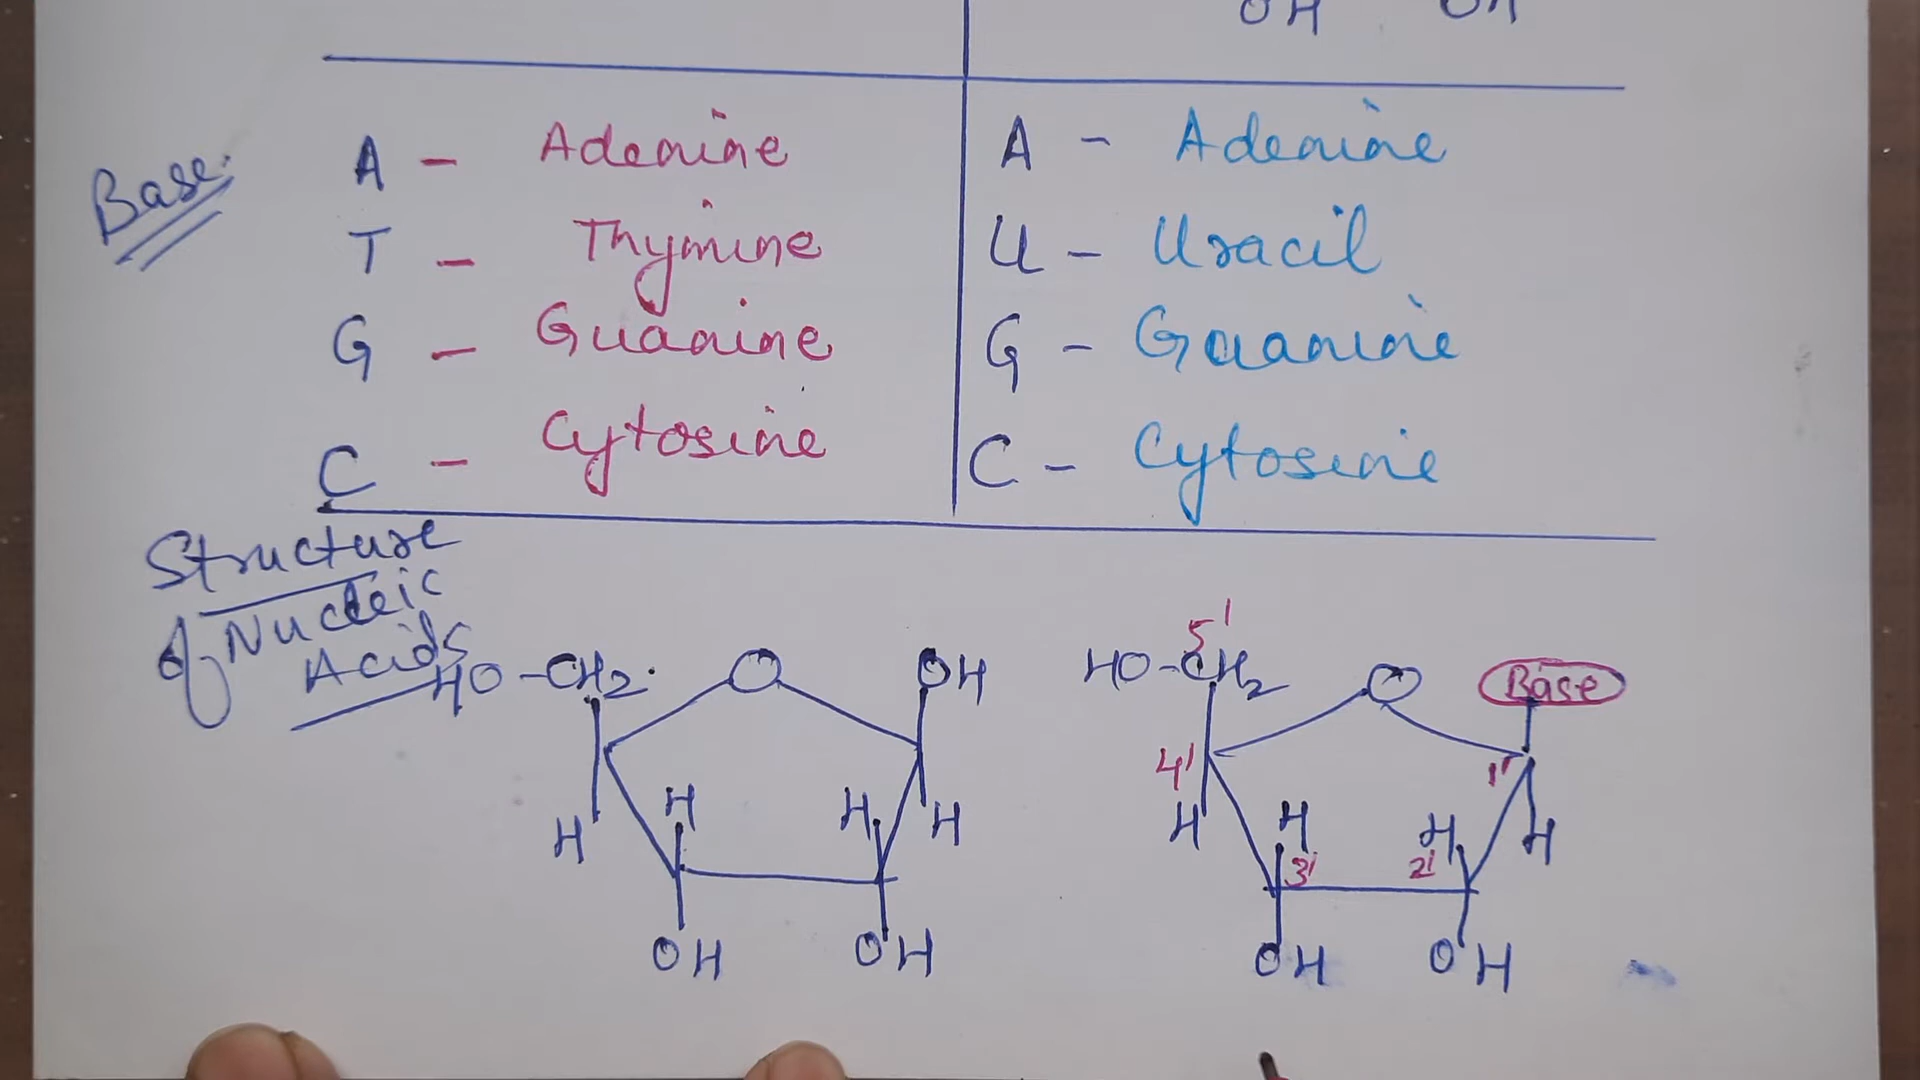 OH OH
Base:
A - Adenine A - Adenine
T - Thymine U - Uracil
G - Guanine G - Guanine
C - Cytosine C - Cytosine
Structure
of Nucleic
Acids
5'
HO-CH2 O OH HO-CH2 O Base
4' 1'
H H H H H H H H
3' 2'
OH OH OH OH